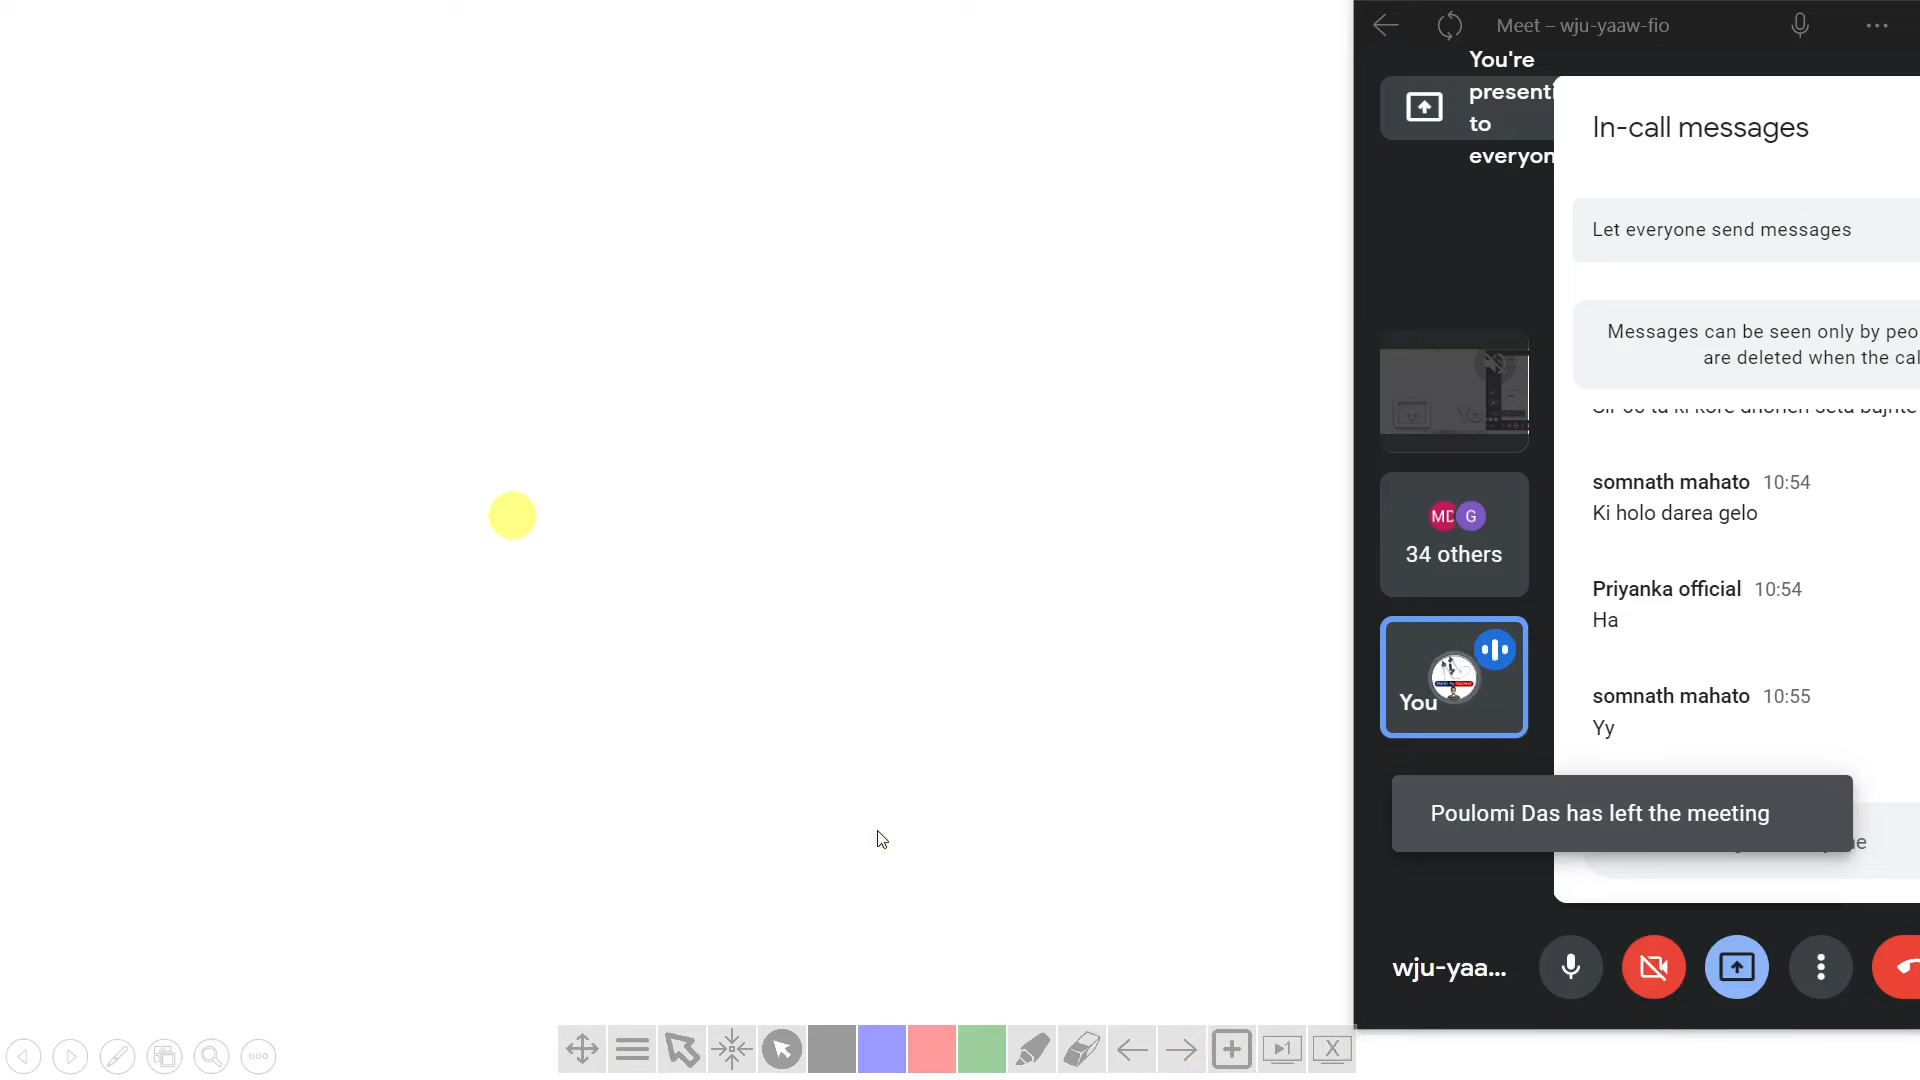 Meet – wju-yaaw-fio
You're
presenti
to
everyon
In-call messages
Let everyone send messages
Messages can be seen only by peo
are deleted when the cal
somnath mahato 10:54
Ki holo darea gelo
MD G
34 others
Priyanka official 10:54
Ha
You
somnath mahato 10:55
Yy
Poulomi Das has left the meeting
wju-yaa...